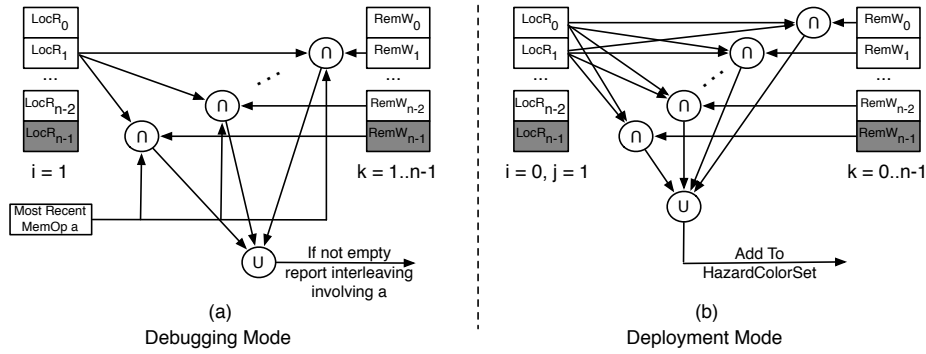 LocR0
LocR1
...
LocRn-2
LocRn-1
i = 1
Most Recent
MemOp a
∩
∩
∩
U
RemW0
RemW1
...
RemWn-2
RemWn-1
k = 1..n-1
If not empty
report interleaving
involving a
(a)
Debugging Mode
LocR0
LocR1
...
LocRn-2
LocRn-1
i = 0, j = 1
∩
∩
∩
∩
U
RemW0
RemW1
...
RemWn-2
RemWn-1
k = 0..n-1
Add To
HazardColorSet
(b)
Deployment Mode